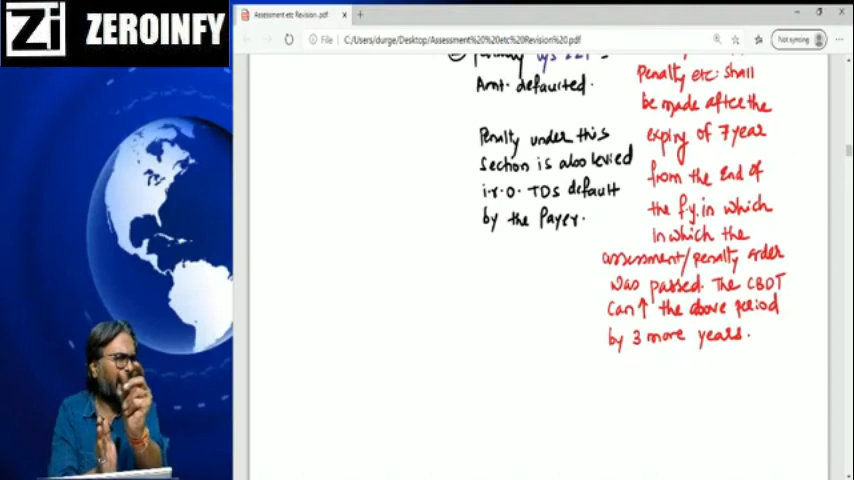 Zi ZEROINFY
Assessment etc Revision .pdf
File
C:/Users/durge/Desktop/Assessment%20%20etc%20Revision%20.pdf
Not syncing
Amt. defaulted.
Penalty under this
Section is also levied
i.r.o. TDS default
by the Payer.
Penalty etc. shall
be made after the
expiry of 7 year
from the end of
the f.y. in which
in which the
assessment/penalty order
was passed. The CBDT
Can ↑ the above period
by 3 more years.